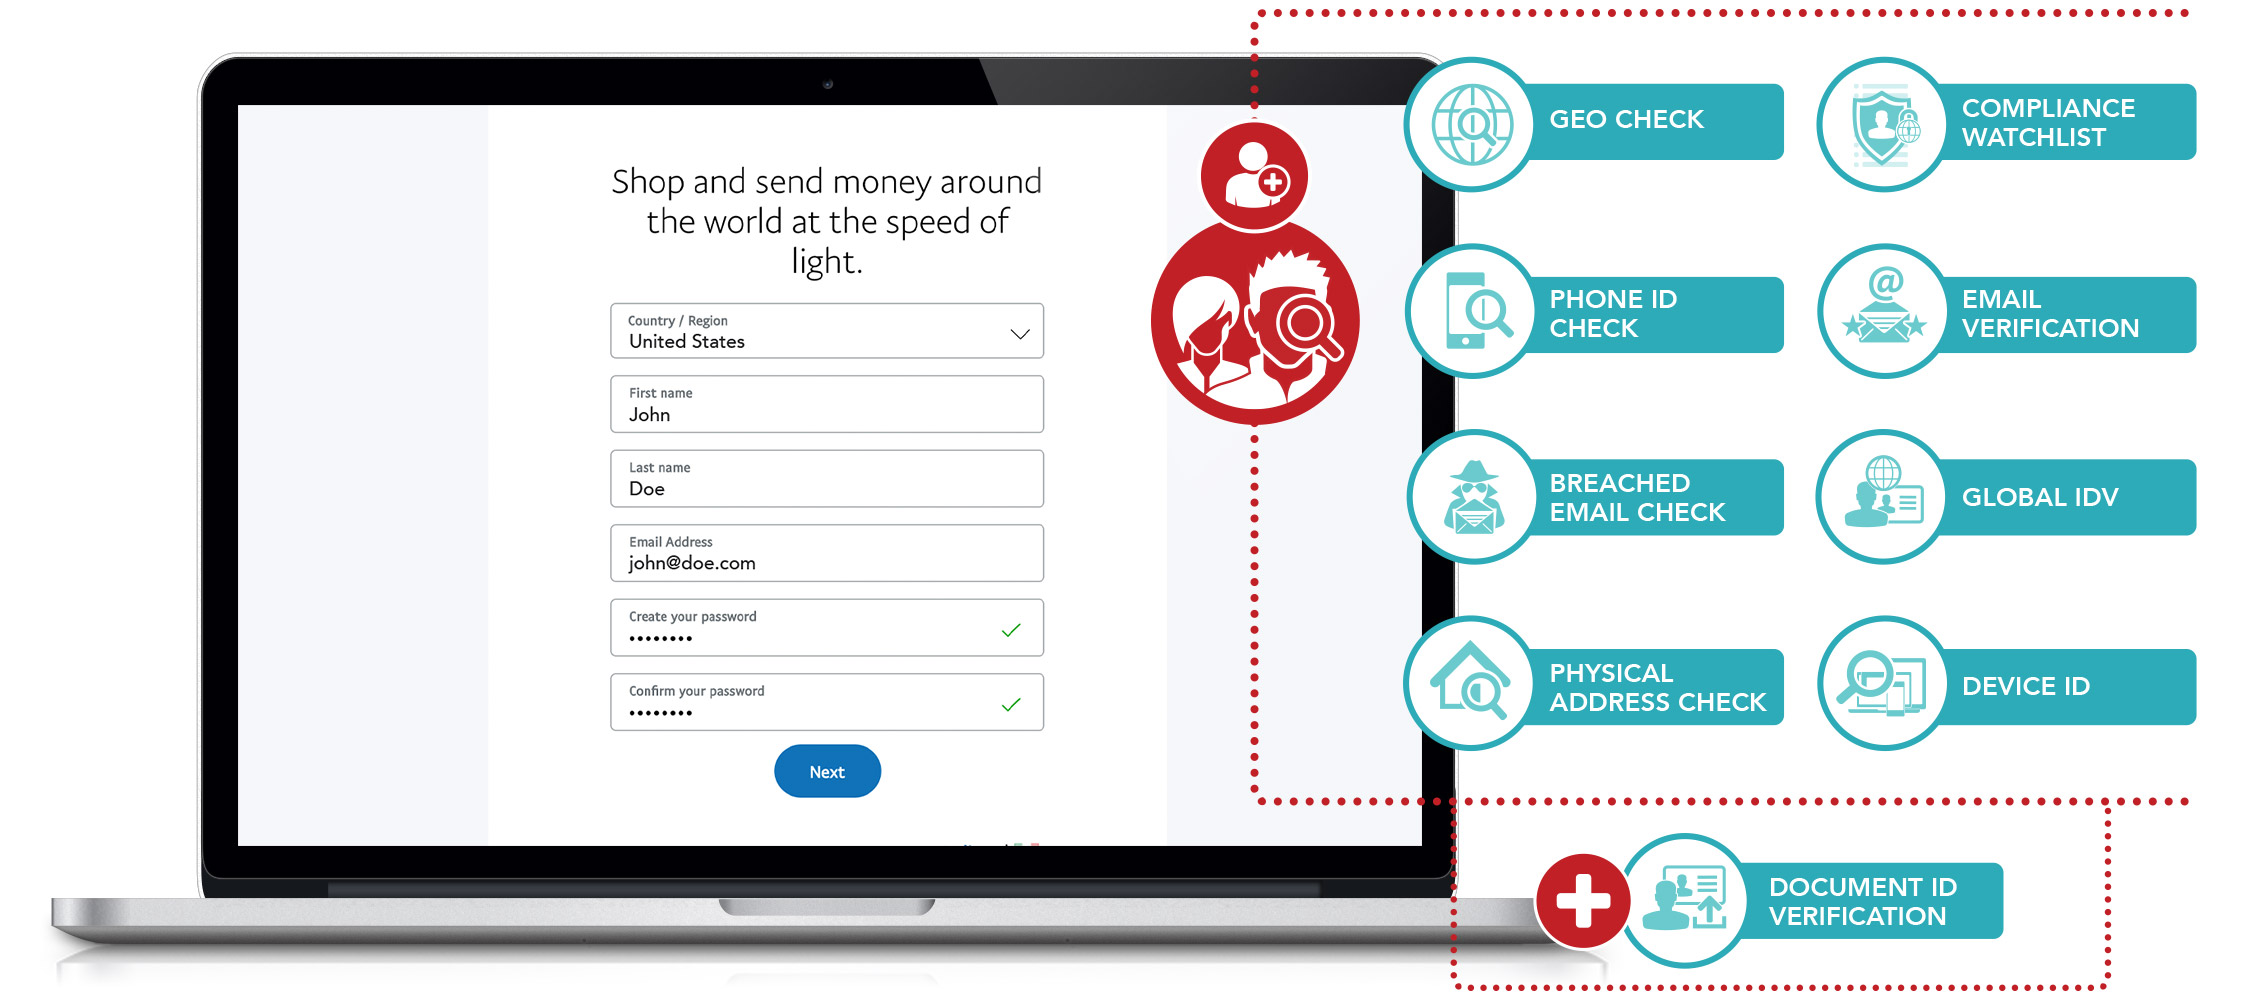 Shop and send money around
the world at the speed of
light.
Country / Region
United States
First name
John
Last name
Doe
Email Address
john@doe.com
Create your password
••••••••
Confirm your password
••••••••
Next
GEO CHECK
COMPLIANCE
WATCHLIST
PHONE ID
CHECK
@
EMAIL
VERIFICATION
BREACHED
EMAIL CHECK
GLOBAL IDV
PHYSICAL
ADDRESS CHECK
DEVICE ID
DOCUMENT ID
VERIFICATION